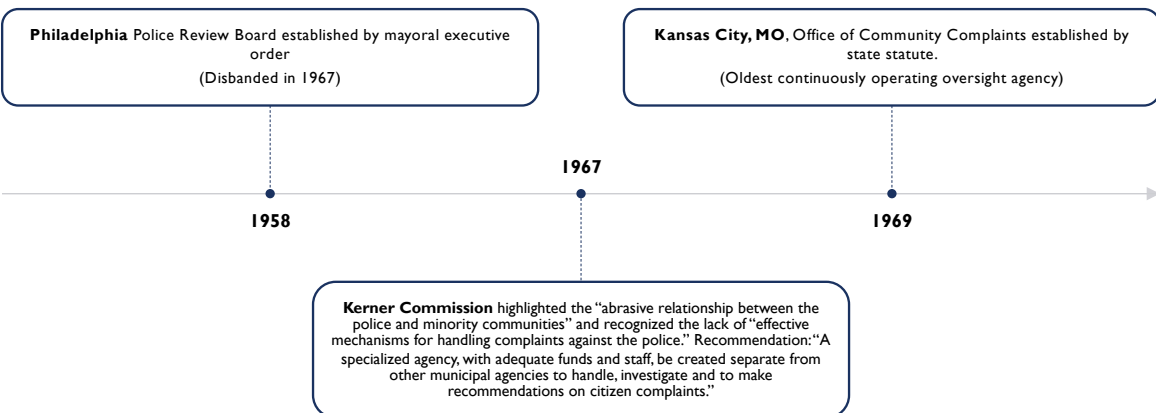 Philadelphia Police Review Board established by mayoral executive
order
(Disbanded in 1967)
Kansas City, MO, Office of Community Complaints established by
state statute.
(Oldest continuously operating oversight agency)
1967
1958
1969
Kerner Commission highlighted the “abrasive relationship between the
police and minority communities” and recognized the lack of “effective
mechanisms for handling complaints against the police.” Recommendation: “A
specialized agency, with adequate funds and staff, be created separate from
other municipal agencies to handle, investigate and to make
recommendations on citizen complaints.”